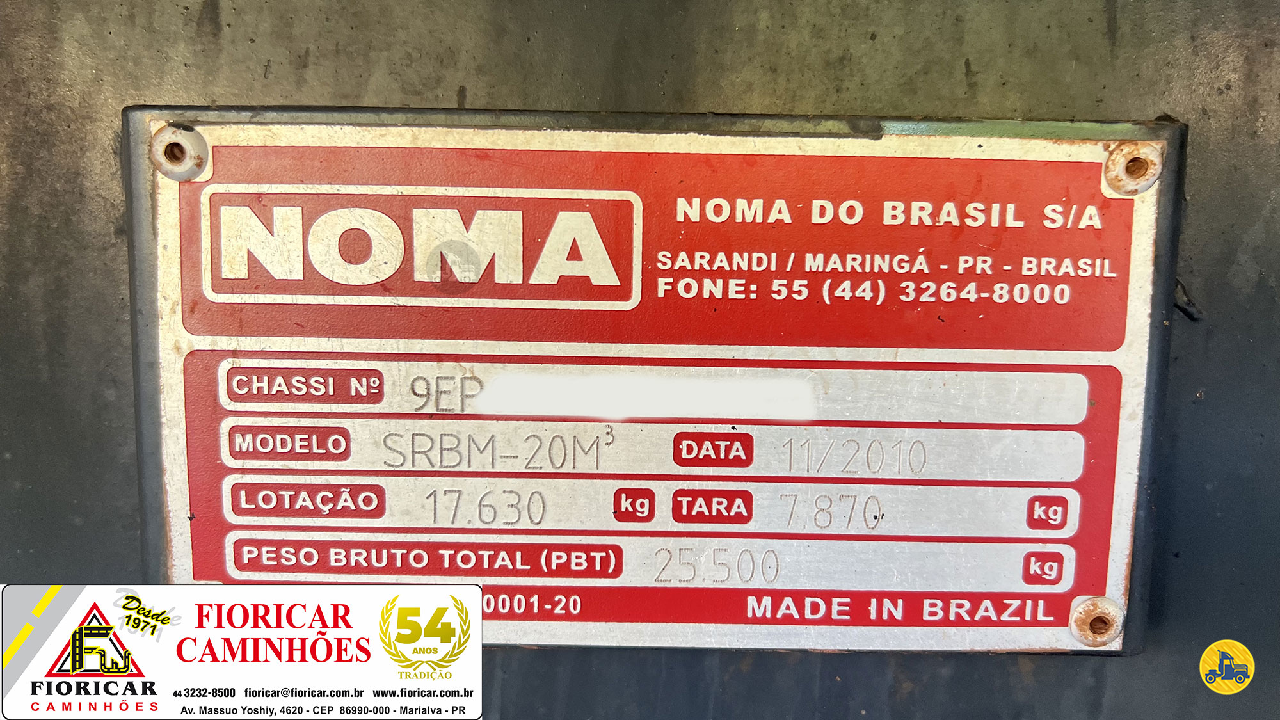 NOMA
NOMA DO BRASIL S/A
SARANDI / MARINGÁ - PR - BRASIL
FONE: 55 (44) 3264-8000
CHASSI Nº 9EP
MODELO SRBM-20M³ DATA 11/2010
LOTAÇÃO 17.630 kg TARA 7.870 kg
PESO BRUTO TOTAL (PBT) 25.500 kg
0001-20 MADE IN BRAZIL
Desde 1971
FIORICAR
CAMINHÕES
FIORICAR
CAMINHÕES
54
ANOS
TRADIÇÃO
44 3232-8500 fioricar@fioricar.com.br www.fioricar.com.br
Av. Massuo Yoshiy, 4620 - CEP 86990-000 - Marialva - PR